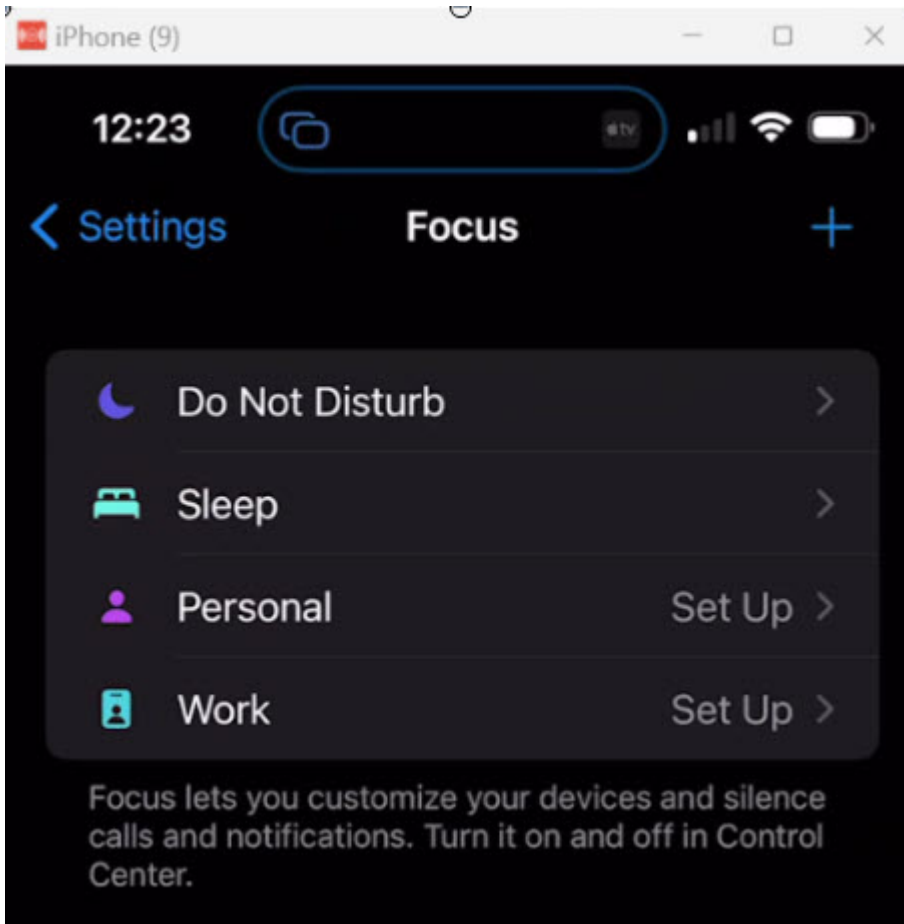 iPhone (9)
12:23
tv
Settings Focus +
Do Not Disturb
Sleep
Personal Set Up
Work Set Up
Focus lets you customize your devices and silence
calls and notifications. Turn it on and off in Control
Center.